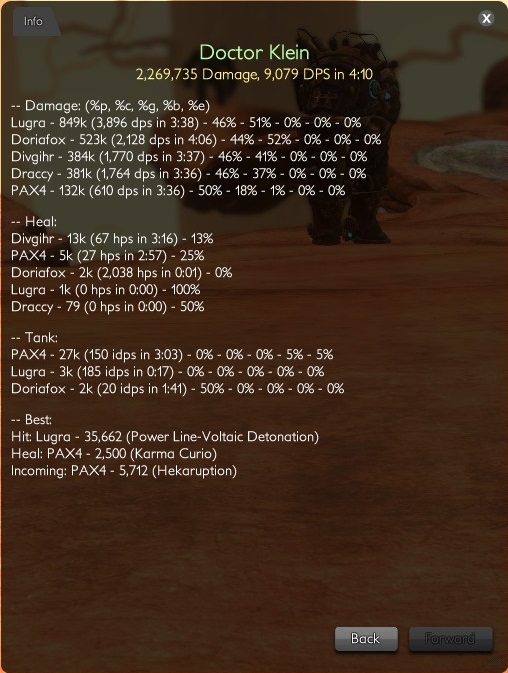 Info
X
Doctor Klein
2,269,735 Damage, 9,079 DPS in 4:10
-- Damage: (%p, %c, %g, %b, %e)
Lugra - 849k (3,896 dps in 3:38) - 46% - 51% - 0% - 0% - 0%
Doriafox - 523k (2,128 dps in 4:06) - 44% - 52% - 0% - 0% - 0%
Divgihr - 384k (1,770 dps in 3:37) - 46% - 41% - 0% - 0% - 0%
Draccy - 381k (1,764 dps in 3:36) - 46% - 37% - 0% - 0% - 0%
PAX4 - 132k (610 dps in 3:36) - 50% - 18% - 1% - 0% - 0%
-- Heal:
Divgihr - 13k (67 hps in 3:16) - 13%
PAX4 - 5k (27 hps in 2:57) - 25%
Doriafox - 2k (2,038 hps in 0:01) - 0%
Lugra - 1k (0 hps in 0:00) - 100%
Draccy - 79 (0 hps in 0:00) - 50%
-- Tank:
PAX4 - 27k (150 idps in 3:03) - 0% - 0% - 0% - 5% - 5%
Lugra - 3k (185 idps in 0:17) - 0% - 0% - 0% - 0% - 0%
Doriafox - 2k (20 idps in 1:41) - 50% - 0% - 0% - 0% - 0%
-- Best:
Hit: Lugra - 35,662 (Power Line-Voltaic Detonation)
Heal: PAX4 - 2,500 (Karma Curio)
Incoming: PAX4 - 5,712 (Hekaruption)
Back
Forward